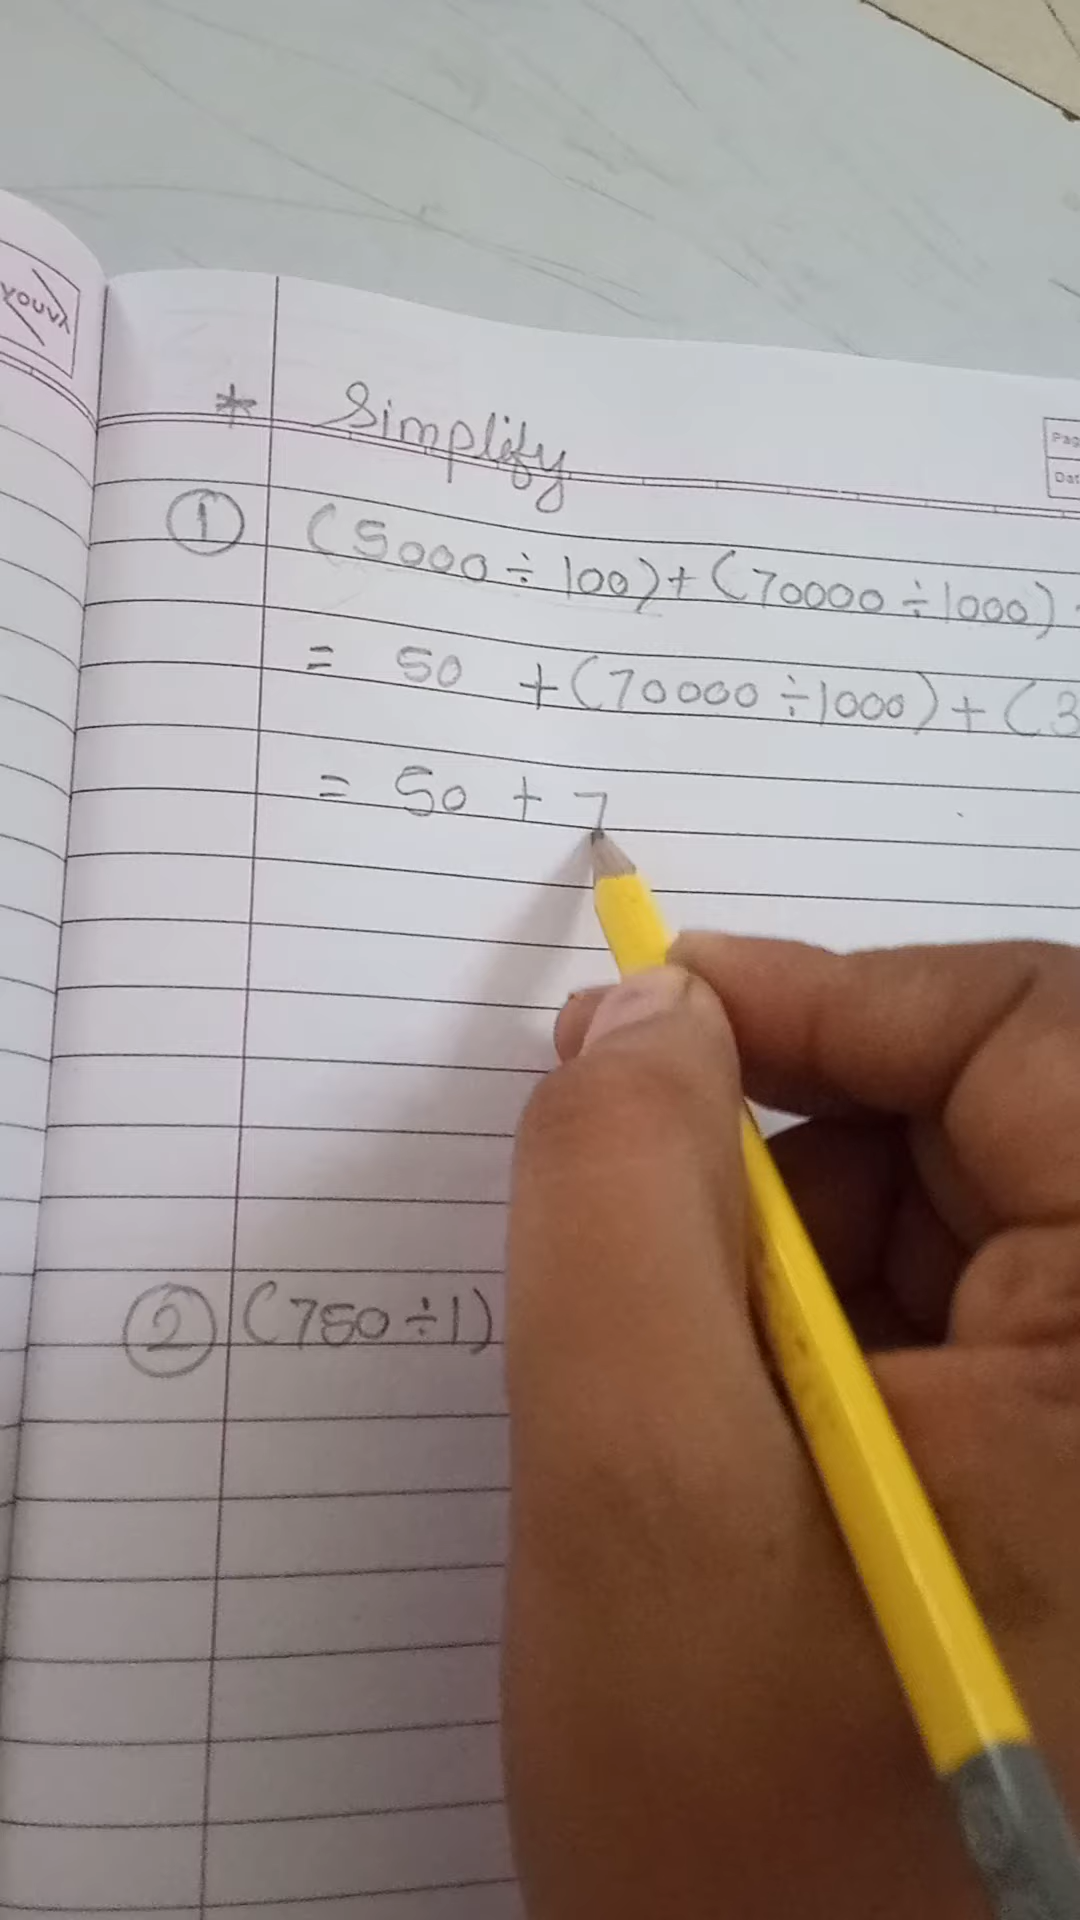 YOUVA
* Simplify
Pag
Dat
① (5000 ÷ 100) + (70000 ÷ 1000)
= 50 + (70000 ÷ 1000) + (3
= 50 + 7
② (750 ÷ 1)